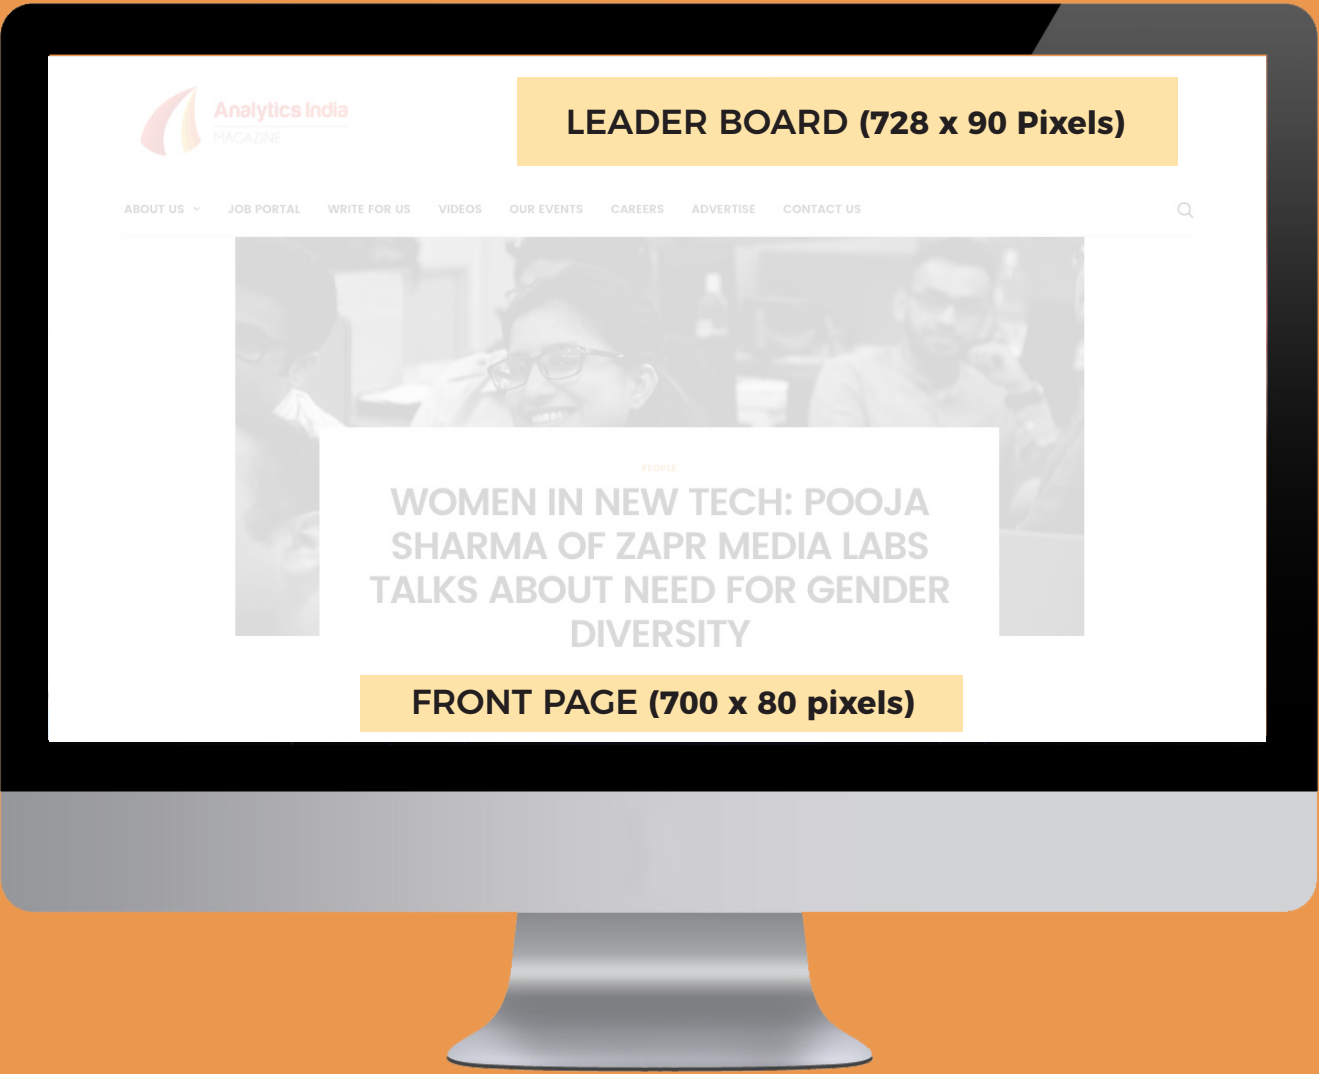 Analytics India
MAGAZINE
LEADER BOARD (728 x 90 Pixels)
ABOUT US JOB PORTAL WRITE FOR US VIDEOS OUR EVENTS CAREERS ADVERTISE CONTACT US
PEOPLE
WOMEN IN NEW TECH: POOJA
SHARMA OF ZAPR MEDIA LABS
TALKS ABOUT NEED FOR GENDER
DIVERSITY
FRONT PAGE (700 x 80 pixels)